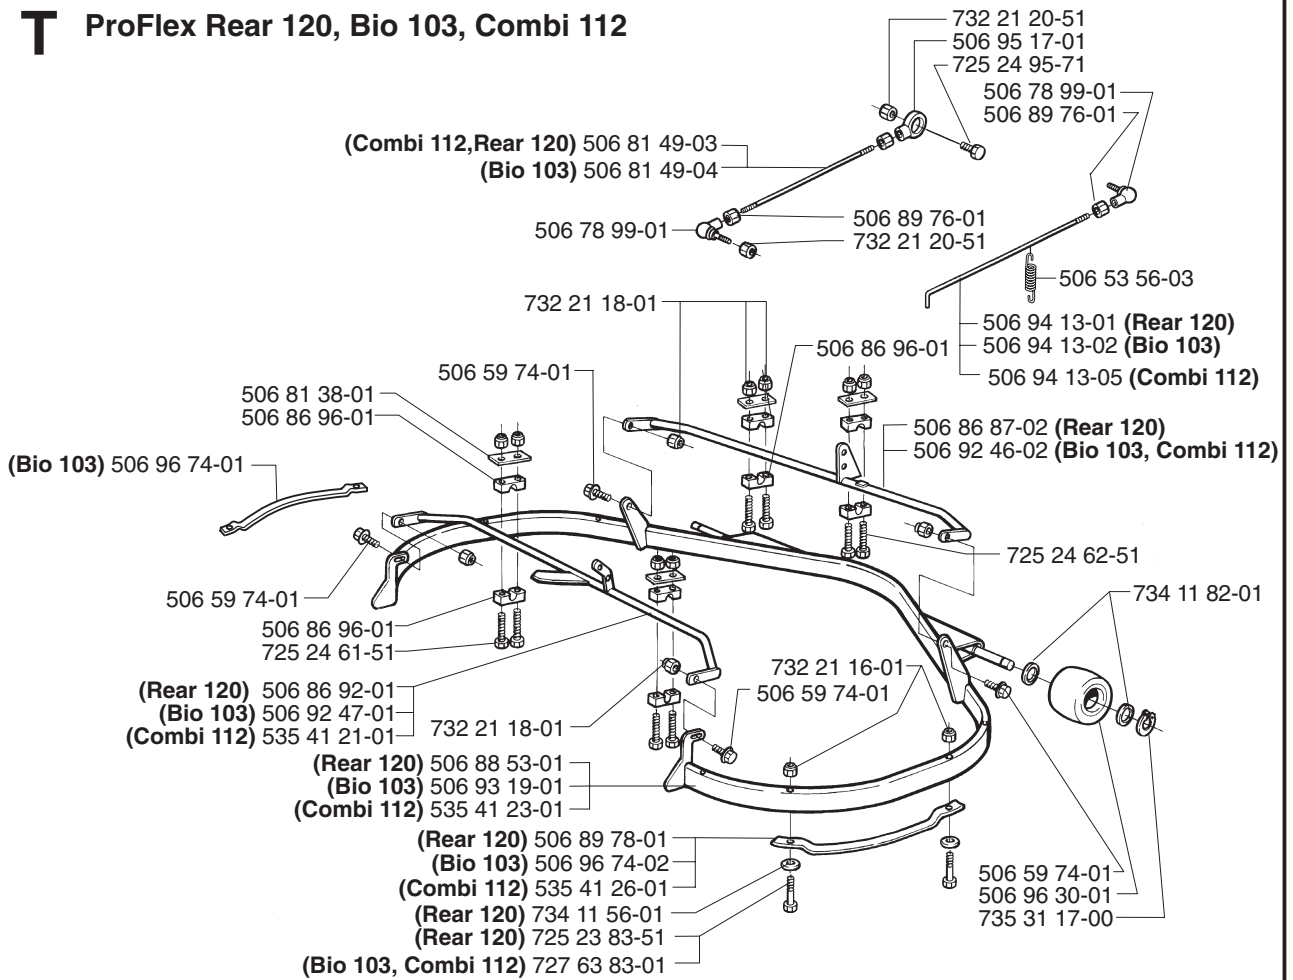 T ProFlex Rear 120, Bio 103, Combi 112
732 21 20-51
506 95 17-01
725 24 95-71
506 78 99-01
506 89 76-01
(Combi 112,Rear 120) 506 81 49-03
(Bio 103) 506 81 49-04
506 78 99-01
506 89 76-01
732 21 20-51
506 53 56-03
732 21 18-01
506 94 13-01 (Rear 120)
506 94 13-02 (Bio 103)
506 94 13-05 (Combi 112)
506 86 96-01
506 59 74-01
506 81 38-01
506 86 96-01
506 86 87-02 (Rear 120)
506 92 46-02 (Bio 103, Combi 112)
(Bio 103) 506 96 74-01
725 24 62-51
506 59 74-01
734 11 82-01
506 86 96-01
725 24 61-51
732 21 16-01
506 59 74-01
(Rear 120) 506 86 92-01
(Bio 103) 506 92 47-01
(Combi 112) 535 41 21-01
732 21 18-01
(Rear 120) 506 88 53-01
(Bio 103) 506 93 19-01
(Combi 112) 535 41 23-01
(Rear 120) 506 89 78-01
(Bio 103) 506 96 74-02
(Combi 112) 535 41 26-01
(Rear 120) 734 11 56-01
(Rear 120) 725 23 83-51
(Bio 103, Combi 112) 727 63 83-01
506 59 74-01
506 96 30-01
735 31 17-00